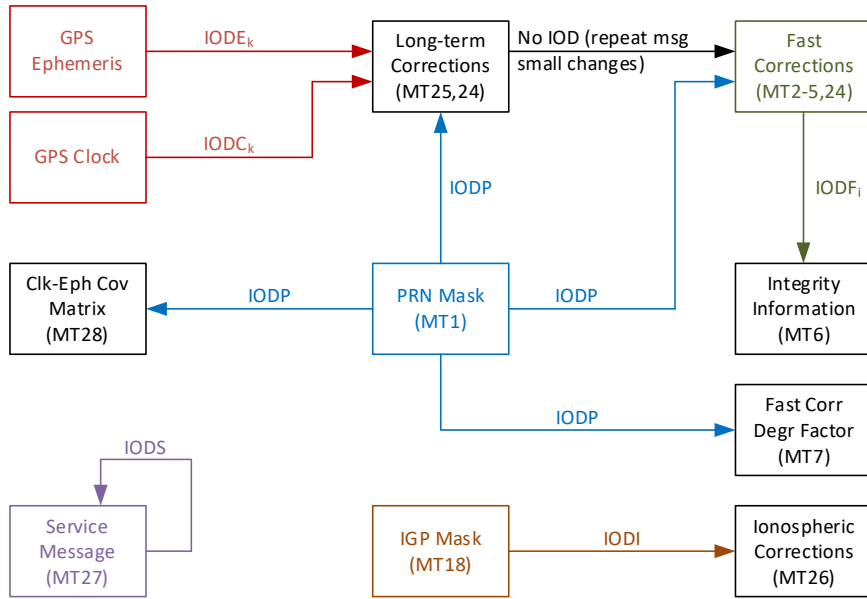 GPS
Ephemeris
IODEk
Long-term
Corrections
(MT25,24)
No IOD (repeat msg
small changes)
Fast
Corrections
(MT2-5,24)
GPS Clock
IODCk
IODP
IODFi
Clk-Eph Cov
Matrix
(MT28)
IODP
PRN Mask
(MT1)
IODP
Integrity
Information
(MT6)
IODP
Fast Corr
Degr Factor
(MT7)
IODS
Service
Message
(MT27)
IGP Mask
(MT18)
IODI
Ionospheric
Corrections
(MT26)